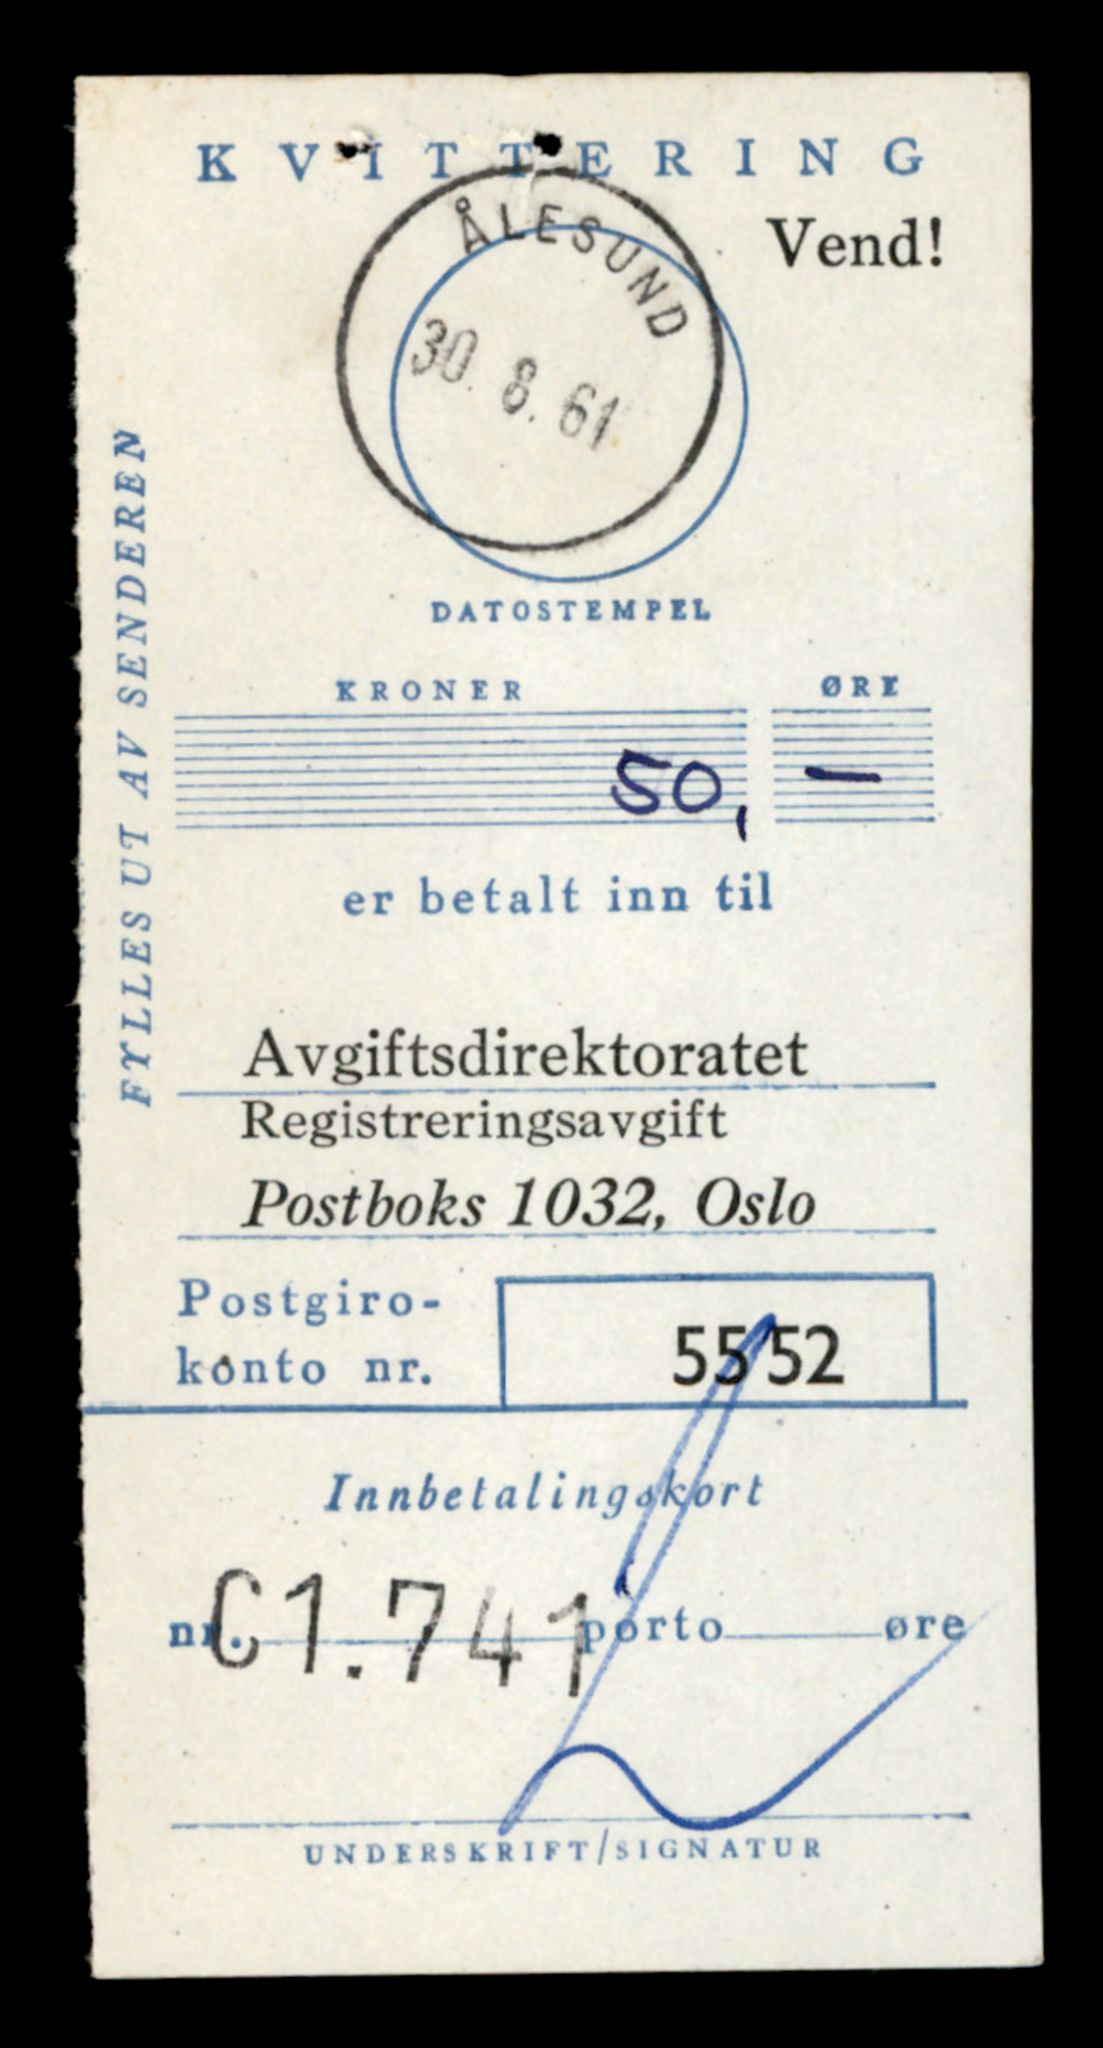 KVITTERING
Vend!
ÅLESUND
30.8.61
DATOSTEMPEL
FYLLES UT AV SENDEREN
KRONER ØRE
50, —
er betalt inn til
Avgiftsdirektoratet
Registreringsavgift
Postboks 1032, Oslo
Postgiro-
konto nr. 5552
Innbetalingskort
nr. C1.741 porto øre
UNDERSKRIFT/SIGNATUR